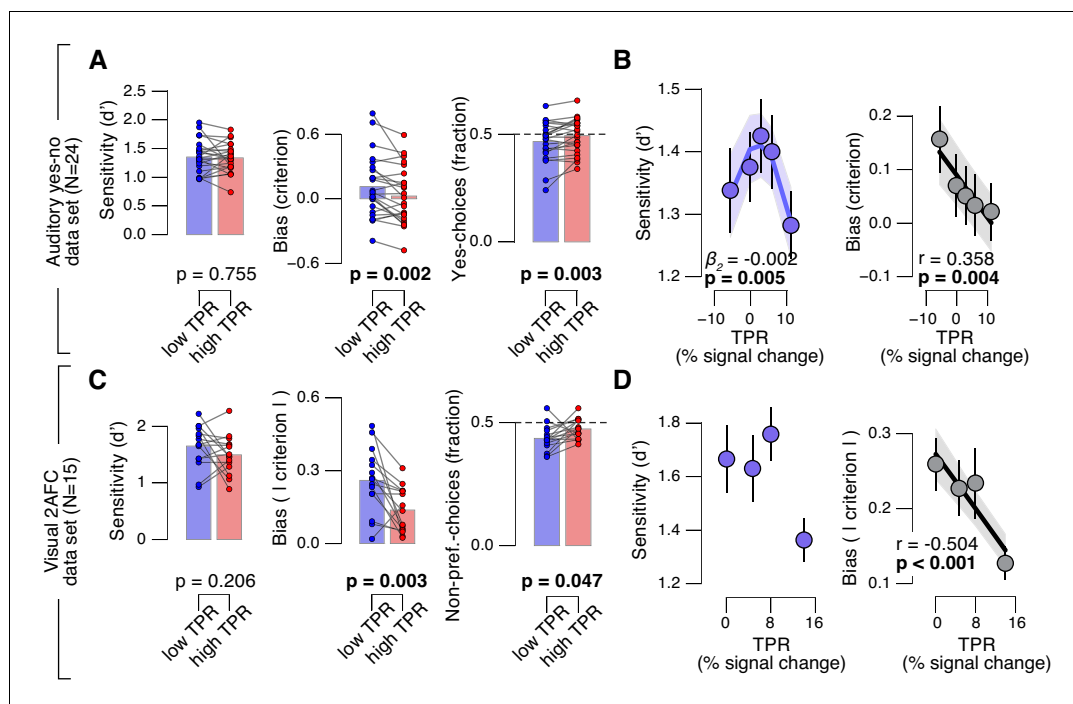 A
Auditory yes-no
data set (N=24)
Sensitivity (d')
2.5
2.0
1.5
1.0
0.5
0.0
p = 0.755
low TPR
high TPR
Bias (criterion)
0.6
0.0
−0.6
p = 0.002
low TPR
high TPR
Yes-choices (fraction)
0.5
0.0
p = 0.003
low TPR
high TPR
B
Sensitivity (d')
1.5
1.4
1.3
1.2
β2 = -0.002
p = 0.005
−10 0 10
TPR
(% signal change)
Bias (criterion)
0.2
0.1
0.0
−0.1
r = 0.358
p = 0.004
−10 0 10
TPR
(% signal change)
C
Visual 2AFC
data set (N=15)
Sensitivity (d')
2
1
0
p = 0.206
low TPR
high TPR
Bias ( | criterion | )
0.6
0.3
0.0
p = 0.003
low TPR
high TPR
Non-pref.-choices (fraction)
0.5
0.0
p = 0.047
low TPR
high TPR
D
Sensitivity (d')
1.8
1.6
1.4
1.2
0 8 16
TPR
(% signal change)
Bias ( | criterion | )
0.3
0.2
0.1
r = -0.504
p < 0.001
0 8 16
TPR
(% signal change)